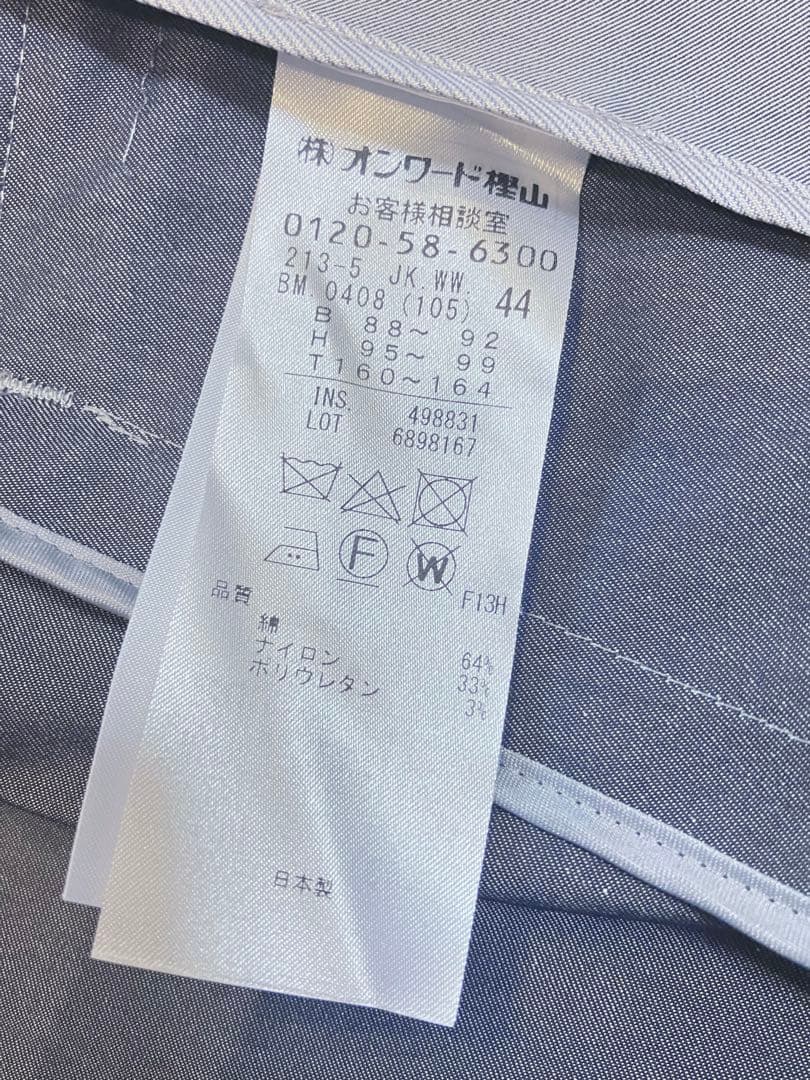 (株)オンワード樫山
お客様相談室
0120-58-6300
213-5 JK.WW.
BM.0408 (105) 44
B 88～ 92
H 95～ 99
T160～164
INS. 498831
LOT 6898167
F
W
F13H
品質
綿 64%
ナイロン 33%
ポリウレタン 3%
日本製